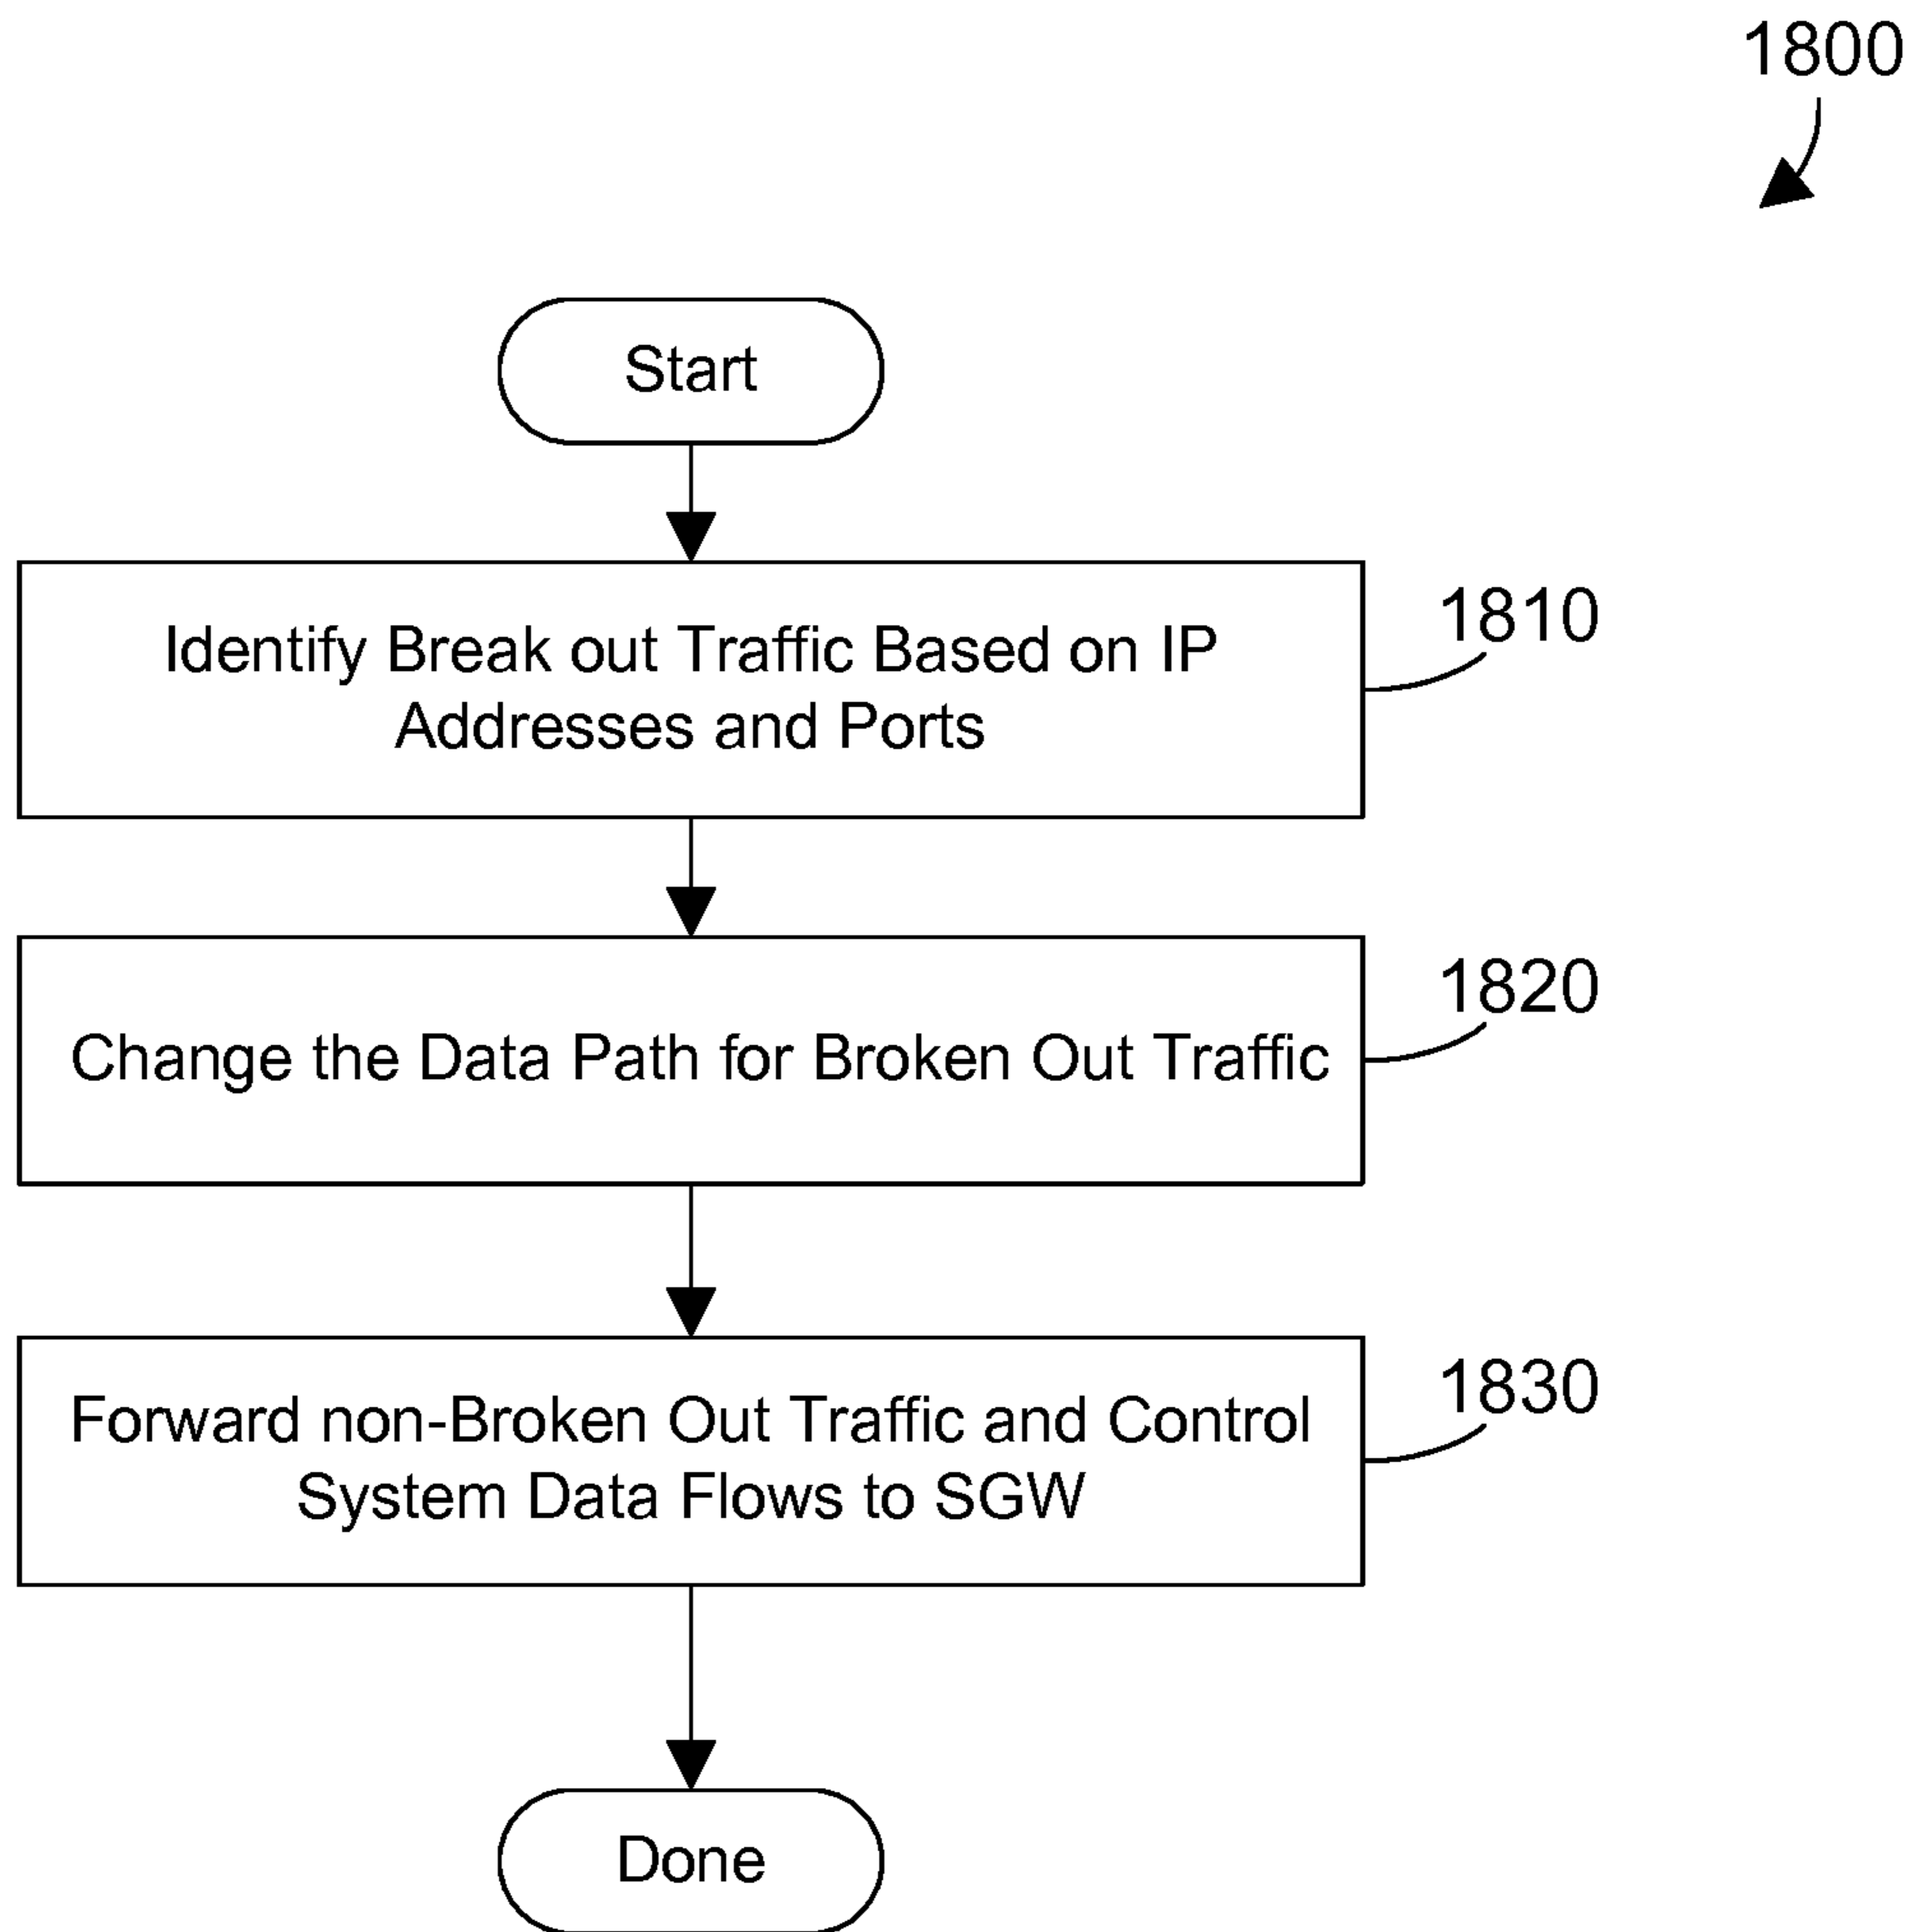 1800
Start
Identify Break out Traffic Based on IP
Addresses and Ports
1810
Change the Data Path for Broken Out Traffic
1820
Forward non-Broken Out Traffic and Control
System Data Flows to SGW
1830
Done